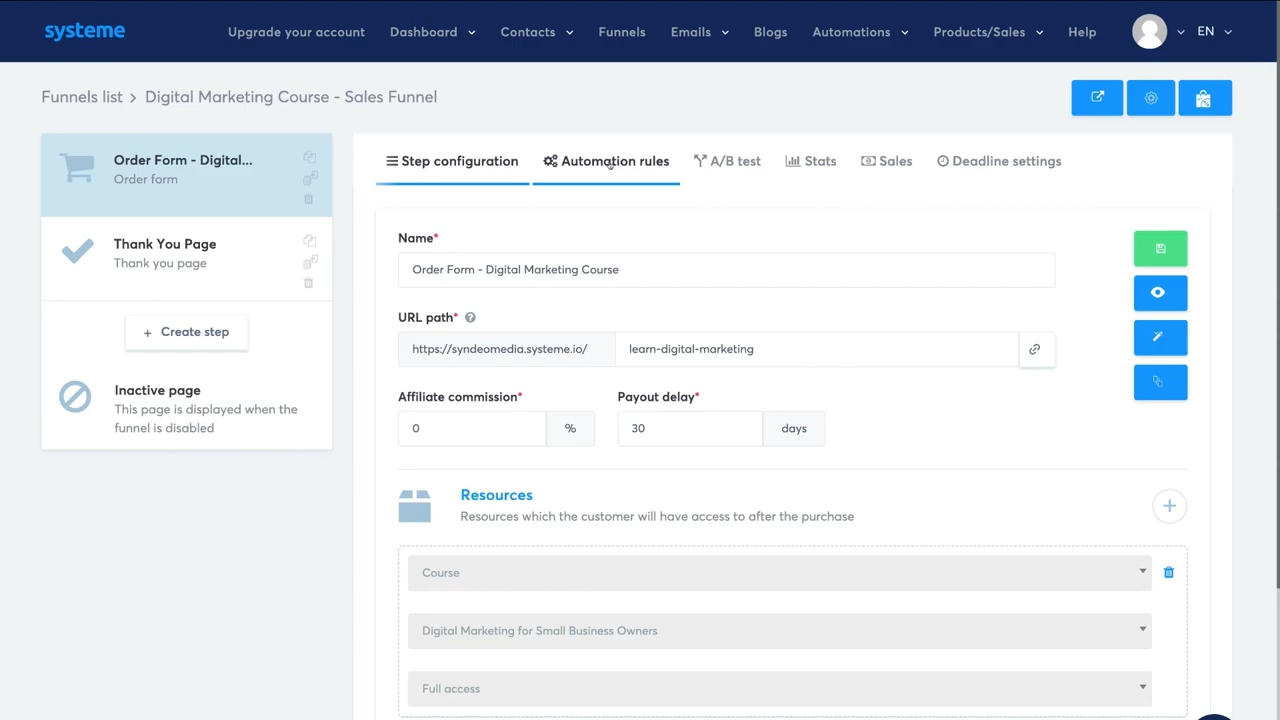 systeme
Upgrade your account
Dashboard
Contacts
Funnels
Emails
Blogs
Automations
Products/Sales
Help
EN
Funnels list > Digital Marketing Course - Sales Funnel
Order Form - Digital...
Order form
Thank You Page
Thank you page
+ Create step
Inactive page
This page is displayed when the
funnel is disabled
Step configuration
Automation rules
A/B test
Stats
Sales
Deadline settings
Name*
Order Form - Digital Marketing Course
URL path* ?
https://syndeomedia.systeme.io/ learn-digital-marketing
Affiliate commission* Payout delay*
0 % 30 days
Resources
Resources which the customer will have access to after the purchase
Course
Digital Marketing for Small Business Owners
Full access